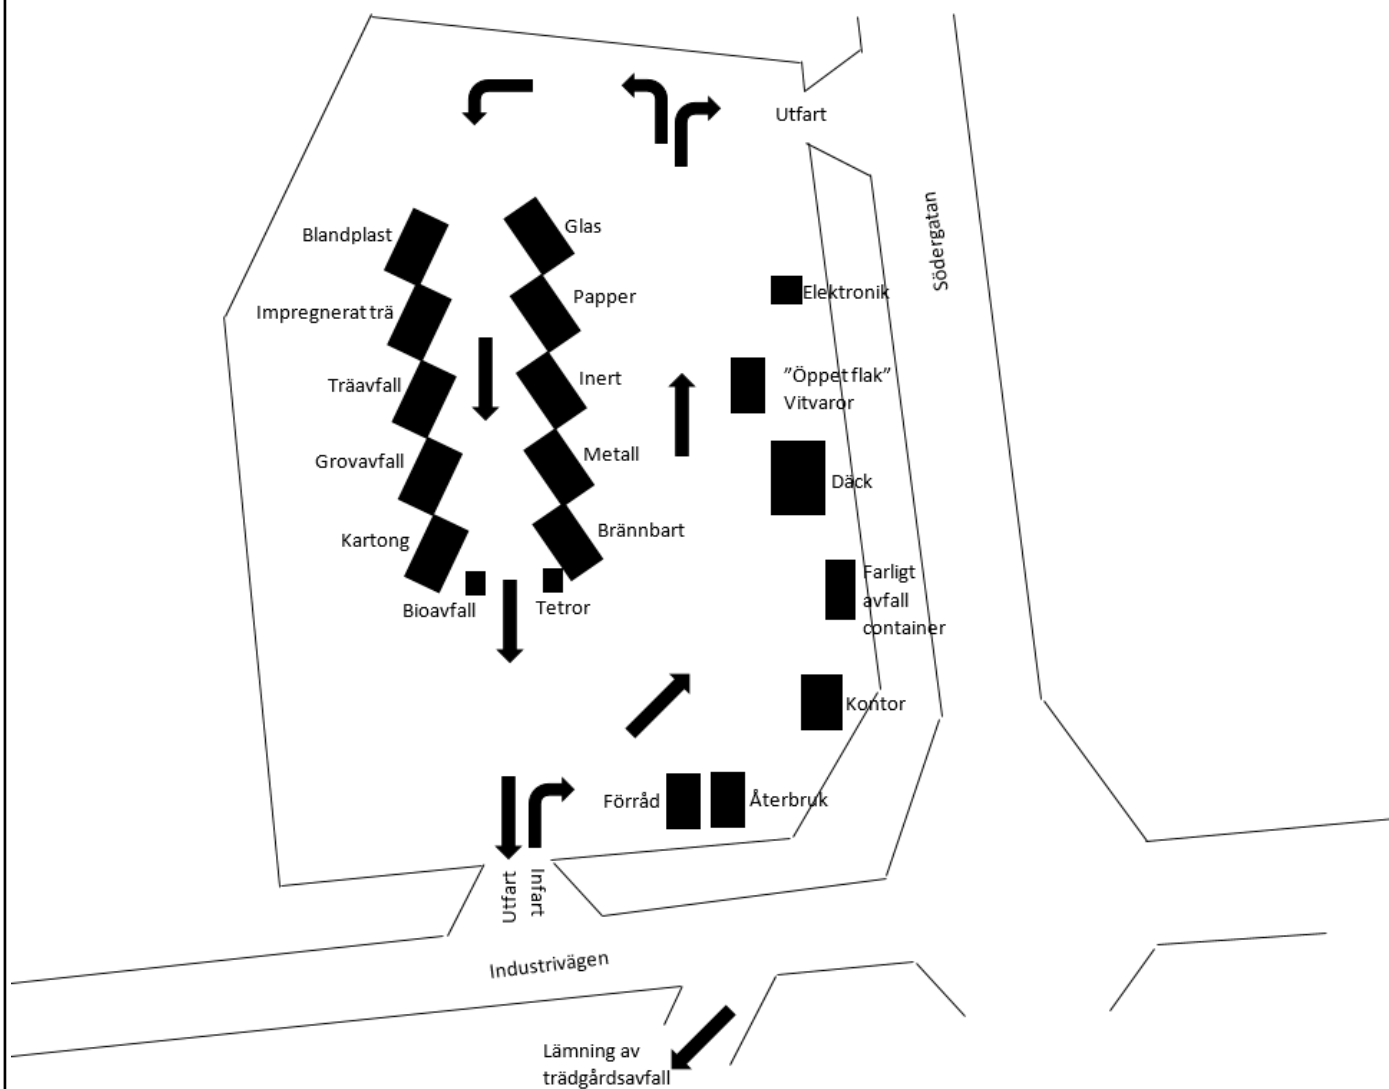 Utfart
Södergatan
Blandplast
Glas
Impregnerat trä
Papper
Elektronik
Träavfall
Inert
"Öppet flak"
Vitvaror
Grovavfall
Metall
Däck
Kartong
Brännbart
Bioavfall
Tetror
Farligt
avfall
container
Kontor
Förråd
Återbruk
Utfart
Infart
Industrivägen
Lämning av
trädgårdsavfall